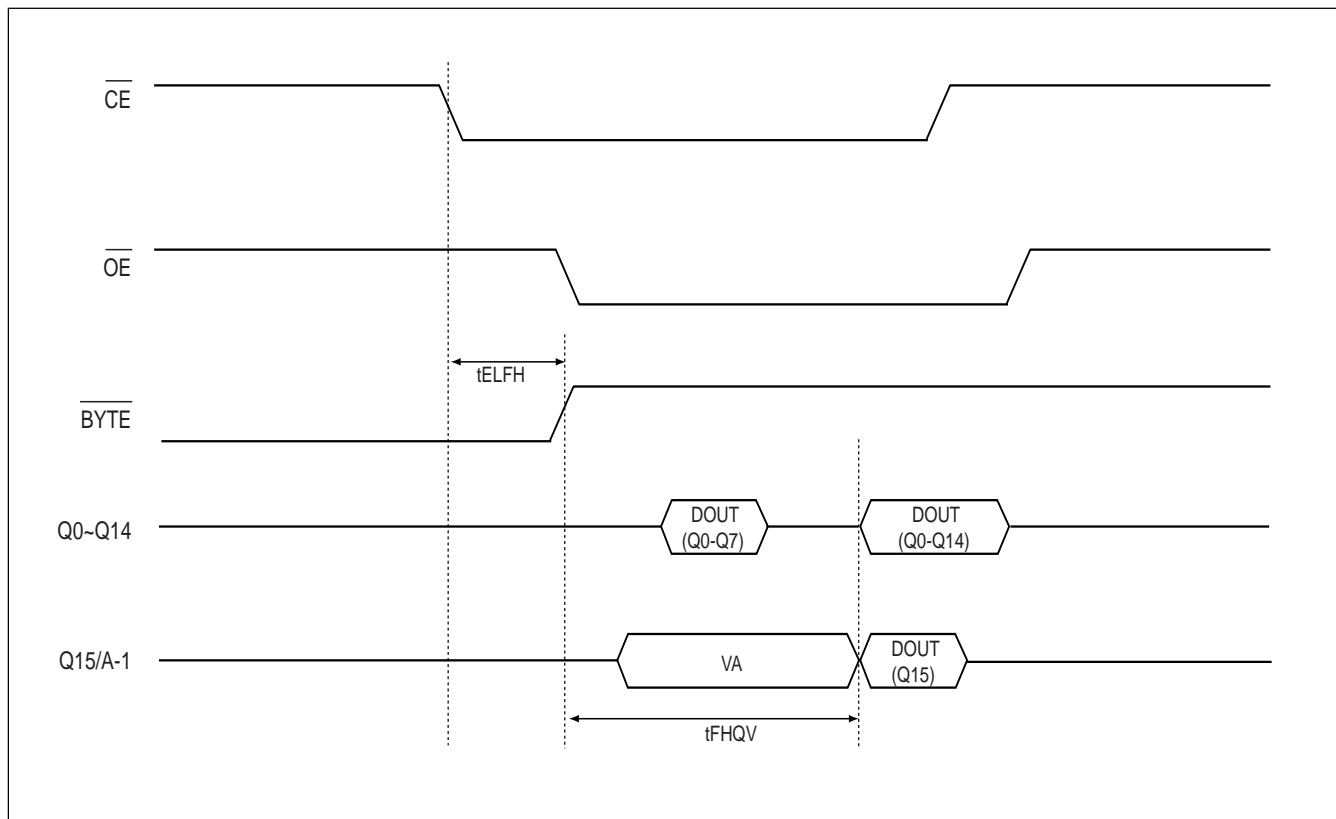 CE
OE
tELFH
BYTE
Q0~Q14
DOUT
(Q0-Q7)
DOUT
(Q0-Q14)
Q15/A-1
VA
DOUT
(Q15)
tFHQV